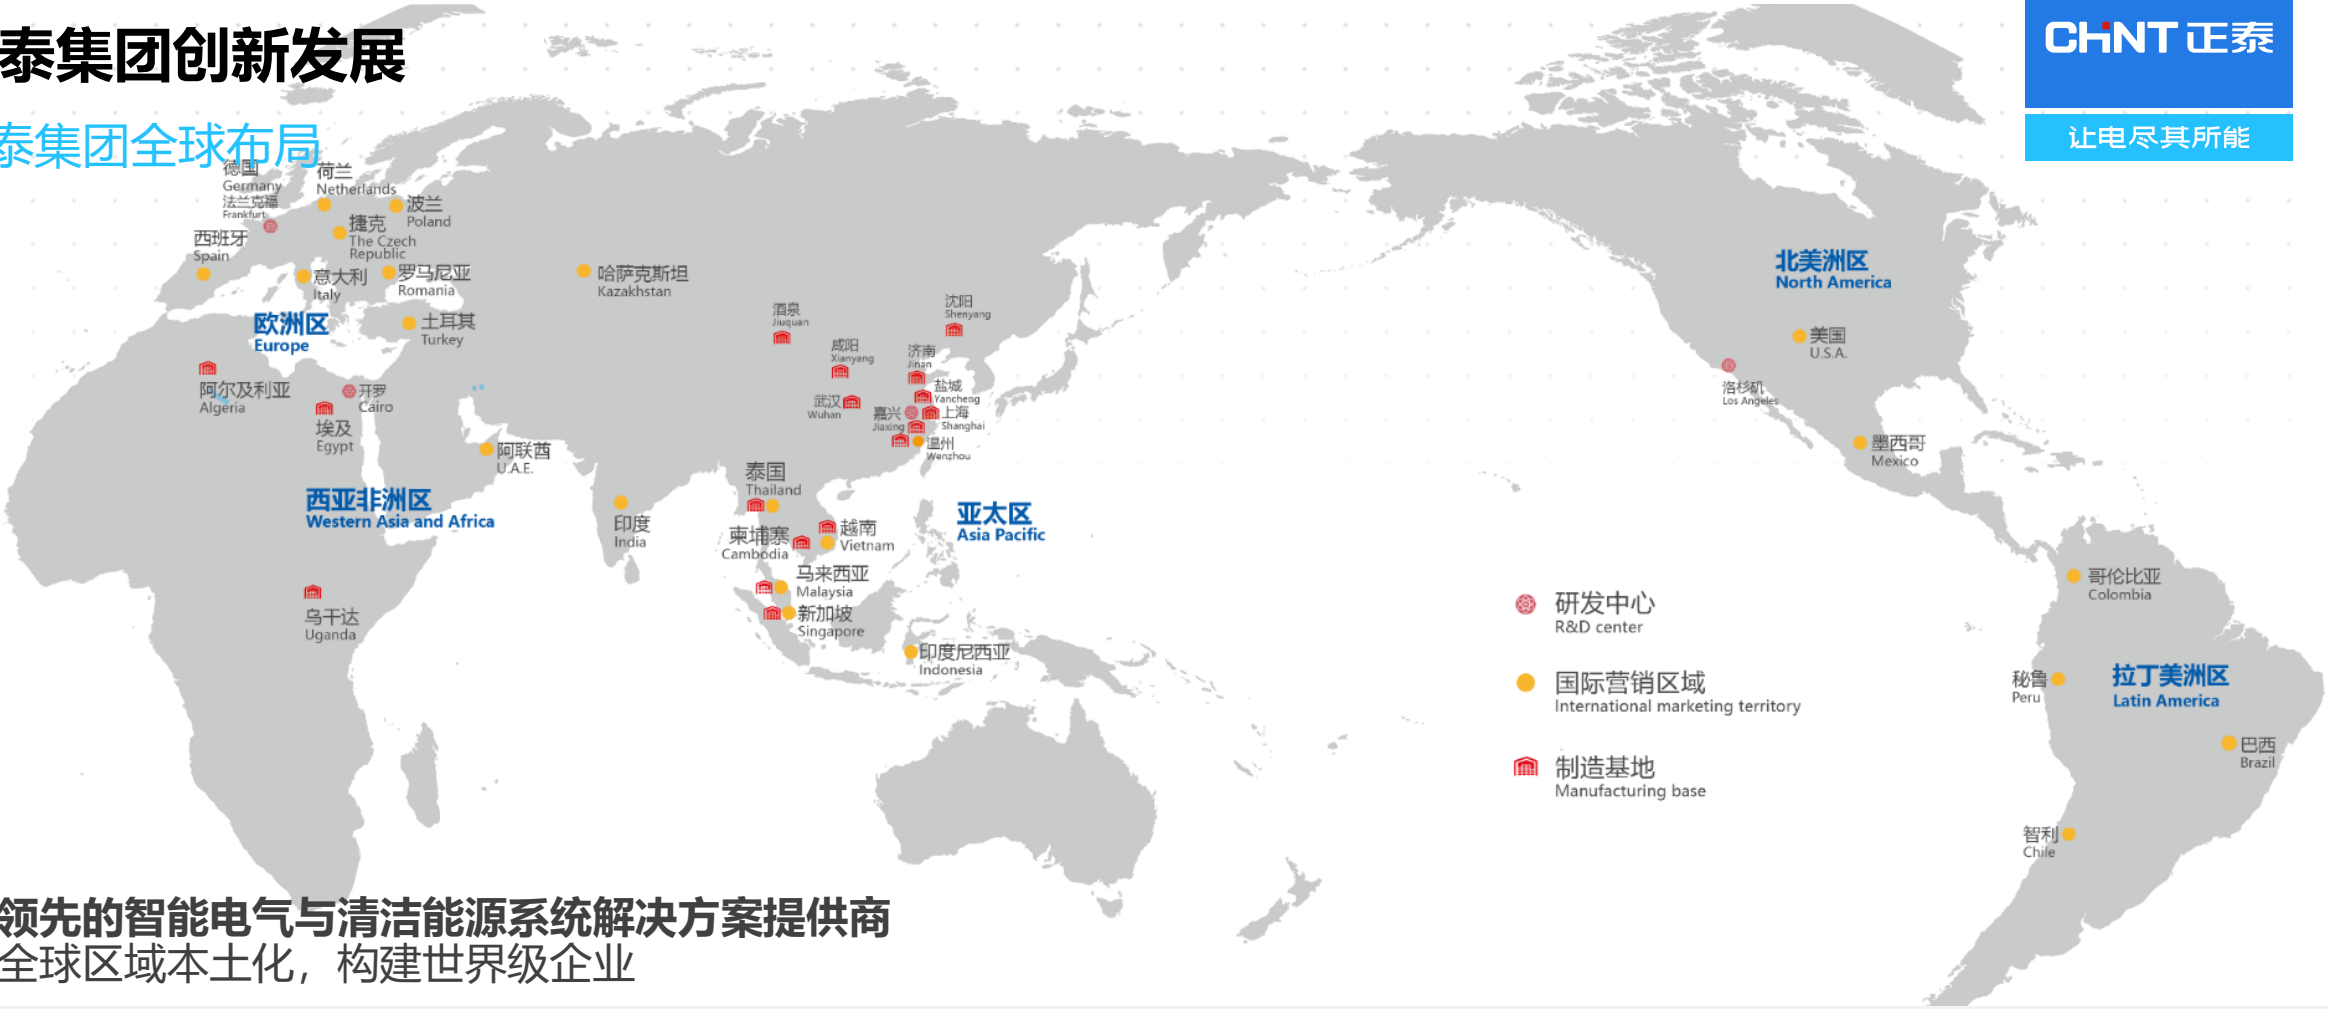 泰集团创新发展
泰集团全球布局
CHNT 正泰
让电尽其所能
德国
Germany
法兰克福
Frankfurt
荷兰
Netherlands
波兰
Poland
捷克
The Czech
Republic
西班牙
Spain
意大利
Italy
罗马尼亚
Romania
欧洲区
Europe
土耳其
Turkey
哈萨克斯坦
Kazakhstan
阿尔及利亚
Algeria
开罗
Cairo
埃及
Egypt
阿联酋
U.A.E.
西亚非洲区
Western Asia and Africa
乌干达
Uganda
酒泉
Jiuquan
沈阳
Shenyang
咸阳
Xianyang
济南
Jinan
盐城
Yancheng
武汉
Wuhan
嘉兴
Jiaxing
上海
Shanghai
温州
Wenzhou
泰国
Thailand
印度
India
柬埔寨
Cambodia
越南
Vietnam
马来西亚
Malaysia
新加坡
Singapore
印度尼西亚
Indonesia
亚太区
Asia Pacific
北美洲区
North America
美国
U.S.A.
洛杉矶
Los Angeles
墨西哥
Mexico
哥伦比亚
Colombia
秘鲁
Peru
拉丁美洲区
Latin America
巴西
Brazil
智利
Chile
研发中心
R&D center
国际营销区域
International marketing territory
制造基地
Manufacturing base
领先的智能电气与清洁能源系统解决方案提供商
全球区域本土化，构建世界级企业